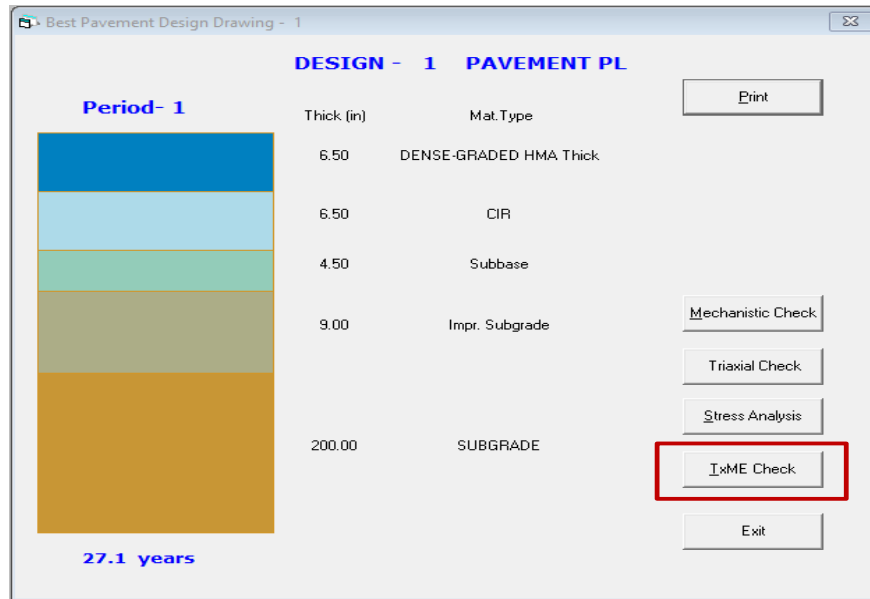 Best Pavement Design Drawing - 1
DESIGN - 1 PAVEMENT PL
Print
Period- 1
Thick (in) Mat.Type
6.50 DENSE-GRADED HMA Thick
6.50 CIR
4.50 Subbase
Mechanistic Check
9.00 Impr. Subgrade
Triaxial Check
Stress Analysis
200.00 SUBGRADE
TxME Check
Exit
27.1 years